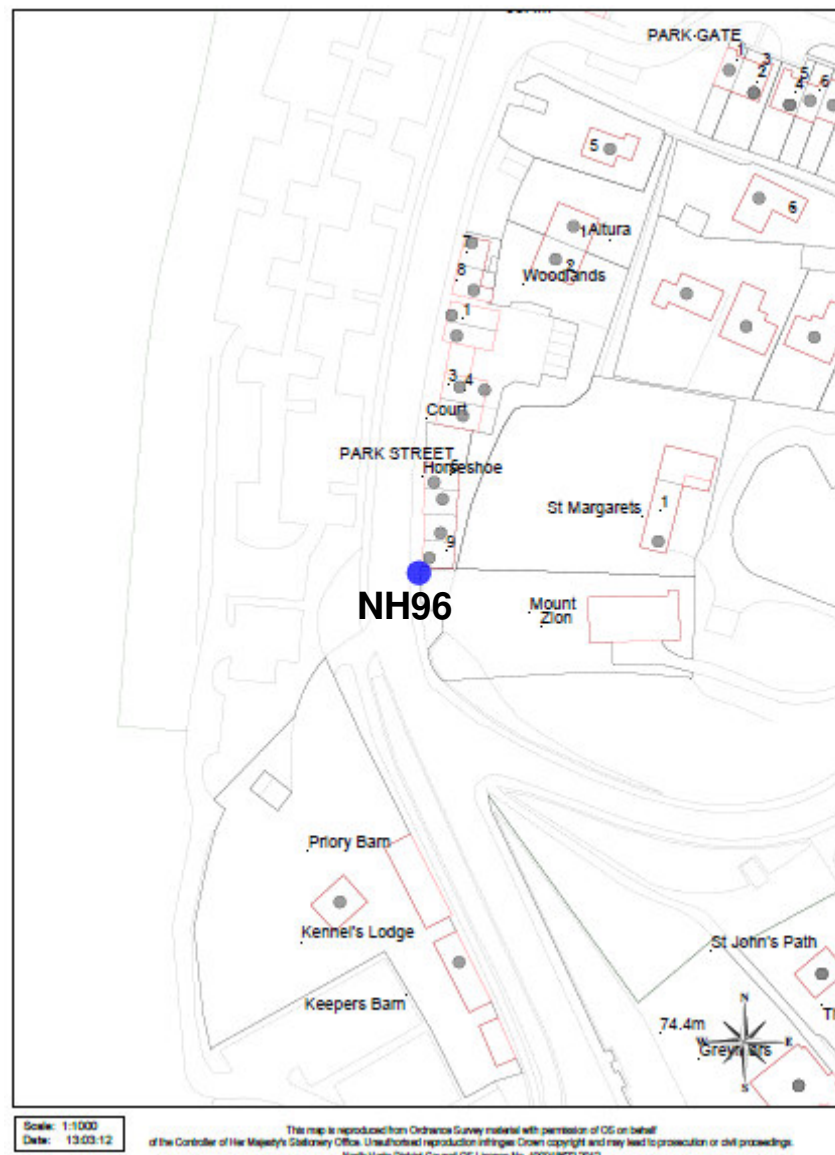 PARK GATE
1
3
2
5
4
6
5
6
1
Altura
2
Woodlands
7
8
1
3
4
Court
PARK STREET
Horseshoe
St Margarets
1
9
NH96
Mount
Zion
Priory Barn
Kennel's Lodge
St John's Path
Keepers Barn
74.4m
N
W
E
S
Scale: 1:1000
Date: 13:03:12
This map is reproduced from Ordnance Survey material with permission of OS on behalf
of the Controller of Her Majesty's Stationery Office. Unauthorised reproduction infringes Crown copyright and may lead to prosecution or civil proceedings.